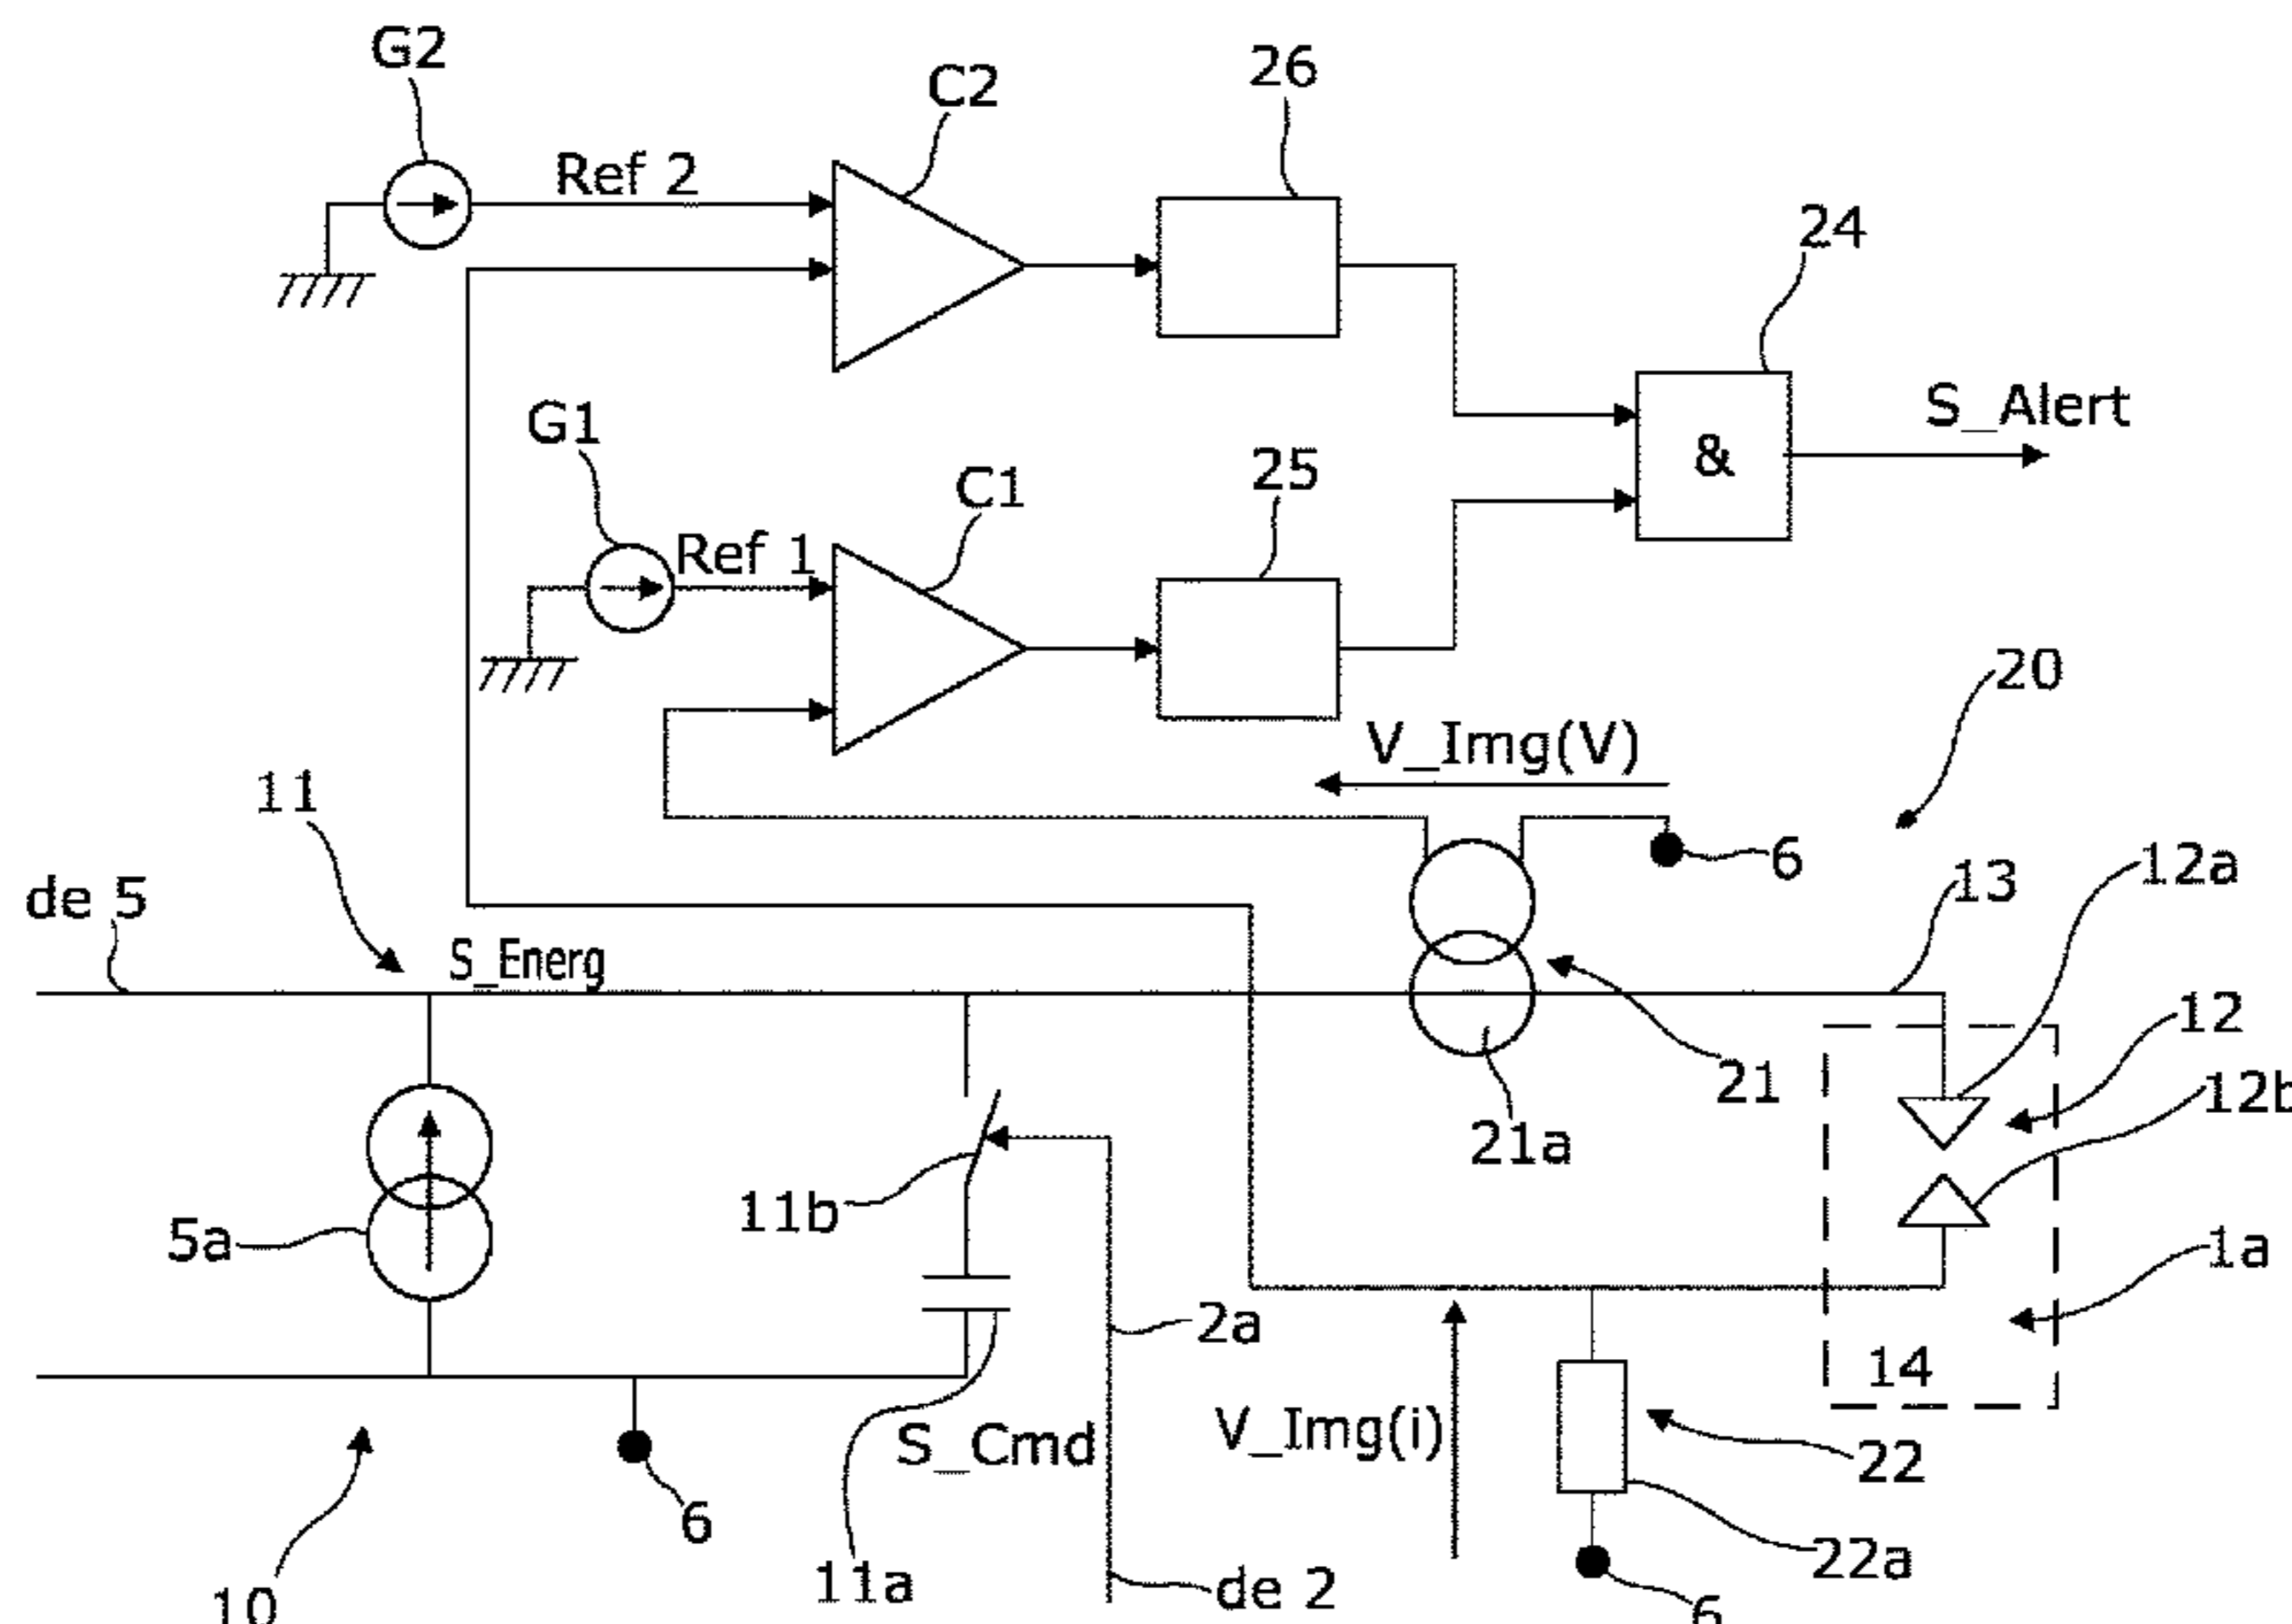 G2
C2
26
Ref 2
24
G1
C1
25
Ref 1
S_Alert
&
20
V_Img(V)
11
6
12a
13
de 5
S_Energ
12
21
12b
21a
11b
5a
1a
2a
14
V_Img(i)
S_Cmd
22
6
22a
11a
de 2
10
6